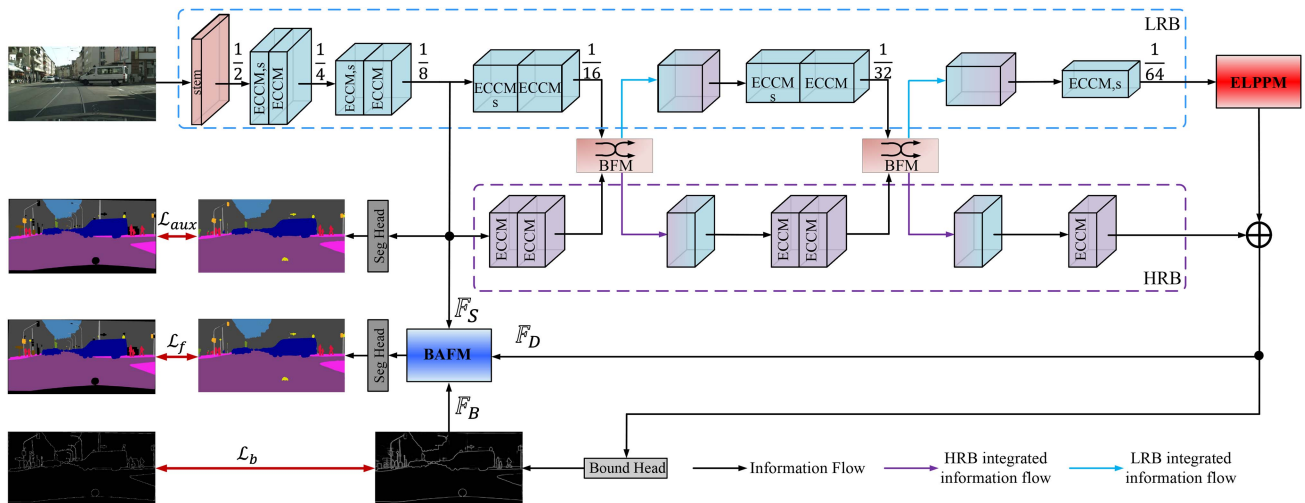 LRB
stem
1/2
ECCM,s
ECCM
1/4
ECCM,s
ECCM
1/8
ECCM
s
ECCM
1/16
ECCM
s
ECCM
1/32
ECCM,s
1/64
ELPPM
BFM
BFM
ECCM
ECCM
ECCM
ECCM
ECCM
HRB
ℒaux
Seg Head
𝔽S
ℒf
Seg Head
BAFM
𝔽D
𝔽B
ℒb
Bound Head
Information Flow
HRB integrated
information flow
LRB integrated
information flow